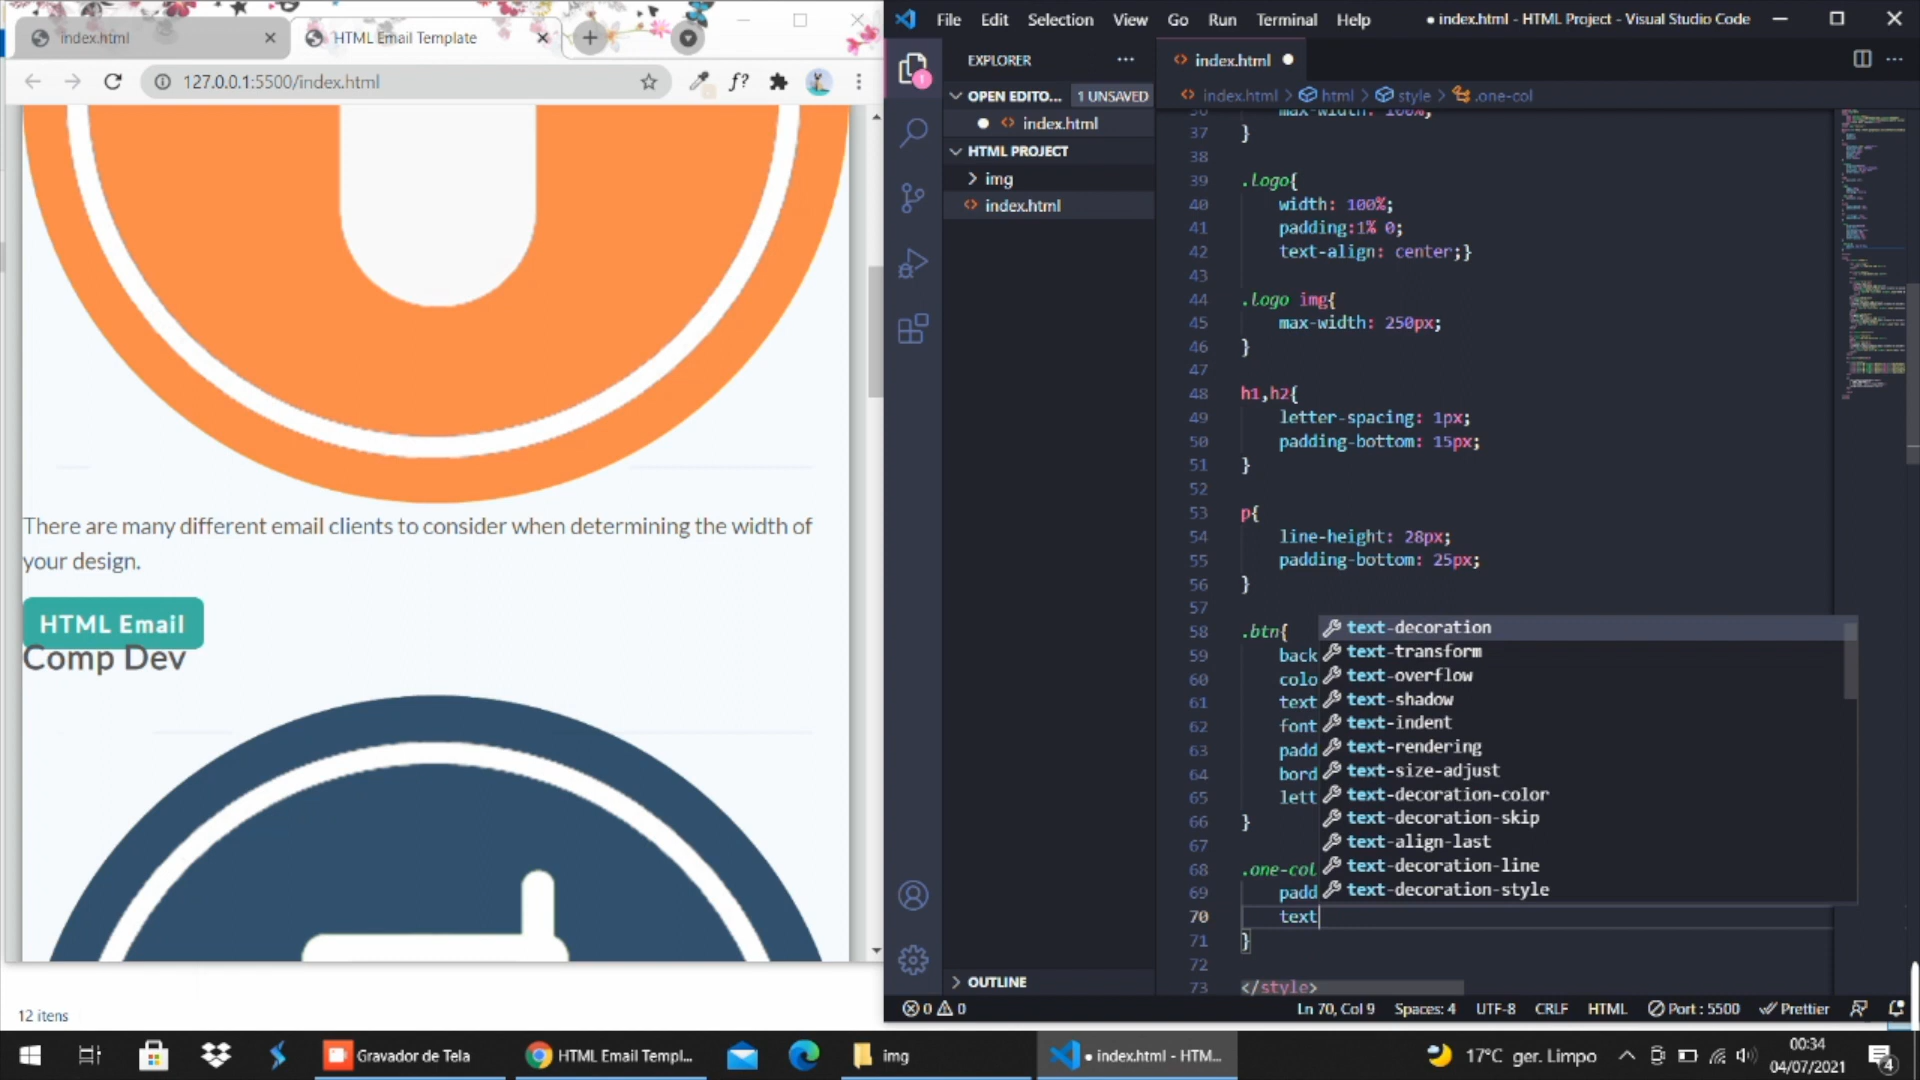 index.html
HTML Email Template
127.0.0.1:5500/index.html
f?
There are many different email clients to consider when determining the width of
your design.
HTML Email
Comp Dev
12 itens
File Edit Selection View Go Run Terminal Help
● index.html - HTML Project - Visual Studio Code
EXPLORER
OPEN EDITO... 1 UNSAVED
index.html
HTML PROJECT
img
index.html
OUTLINE
1
index.html
index.html > html > style > .one-col
36 max-width: 100%;
37 }
38
39 .logo{
40 width: 100%;
41 padding:1% 0;
42 text-align: center;}
43
44 .logo img{
45 max-width: 250px;
46 }
47
48 h1,h2{
49 letter-spacing: 1px;
50 padding-bottom: 15px;
51 }
52
53 p{
54 line-height: 28px;
55 padding-bottom: 25px;
56 }
57
58 .btn{
59 back
60 colo
61 text
62 font
63 padd
64 bord
65 lett
66 }
67
68 .one-col
69 padd
70 text
71 }
72
73 </style>
text-decoration
text-transform
text-overflow
text-shadow
text-indent
text-rendering
text-size-adjust
text-decoration-color
text-decoration-skip
text-align-last
text-decoration-line
text-decoration-style
0 0
Ln 70, Col 9 Spaces: 4 UTF-8 CRLF HTML Port : 5500 Prettier
Gravador de Tela
HTML Email Templ...
img
● index.html - HTM...
17°C ger. Limpo
00:34
04/07/2021
4